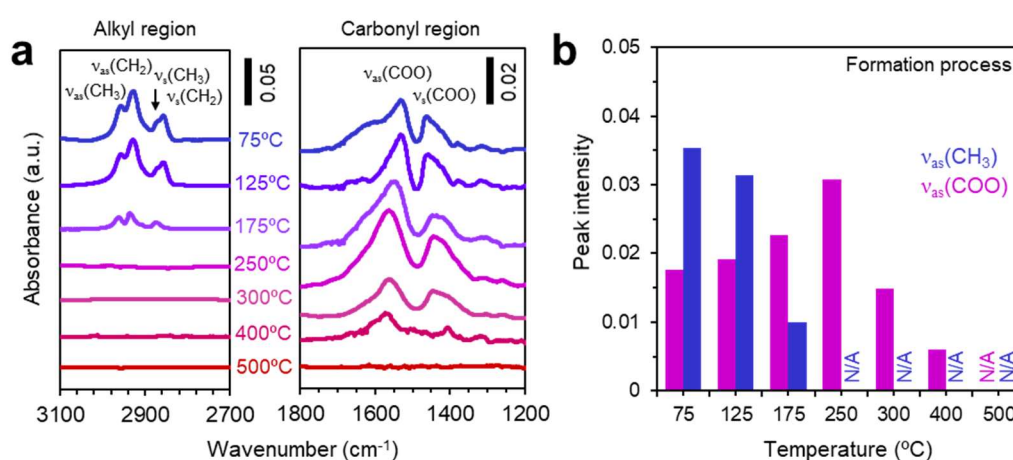 a
Alkyl region
Carbonyl region
νas(CH2)
νs(CH3)
νas(CH3)
νs(CH2)
0.05
νas(COO)
νs(COO)
0.02
75ºC
125ºC
175ºC
250ºC
300ºC
400ºC
500ºC
Absorbance (a.u.)
3100 2900 2700
1800 1600 1400 1200
Wavenumber (cm-1)
b
Formation process
νas(CH3)
νas(COO)
0.05
0.04
0.03
0.02
0.01
0
Peak intensity
N/A
N/A
N/A
N/A
N/A
75 125 175 250 300 400 500
Temperature (ºC)